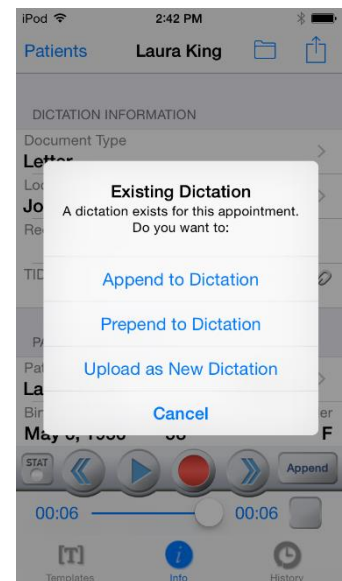 iPod 2:42 PM
Patients Laura King
DICTATION INFORMATION
Document Type
Existing Dictation
A dictation exists for this appointment.
Do you want to:
Append to Dictation
Prepend to Dictation
Upload as New Dictation
Cancel
F
STAT Append
00:06 00:06
[T] i
Templates Info History